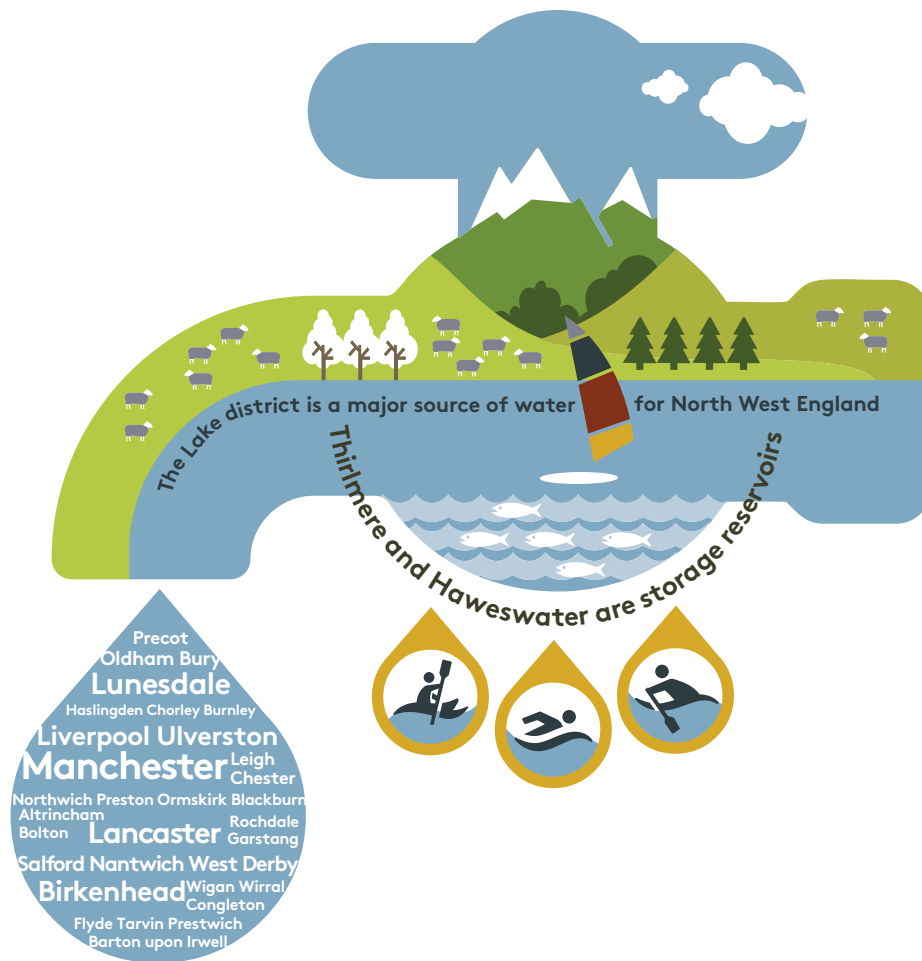 The Lake district is a major source of water for North West England
Thirlmere and Haweswater are storage reservoirs
Precot
Oldham Bury
Lunesdale
Haslingden Chorley Burnley
Liverpool Ulverston
Manchester
Leigh
Chester
Northwich Preston Ormskirk Blackburn
Altrincham
Bolton
Lancaster
Rochdale
Garstang
Salford Nantwich West Derby
Birkenhead
Wigan Wirral
Congleton
Flyde Tarvin Prestwich
Barton upon Irwell